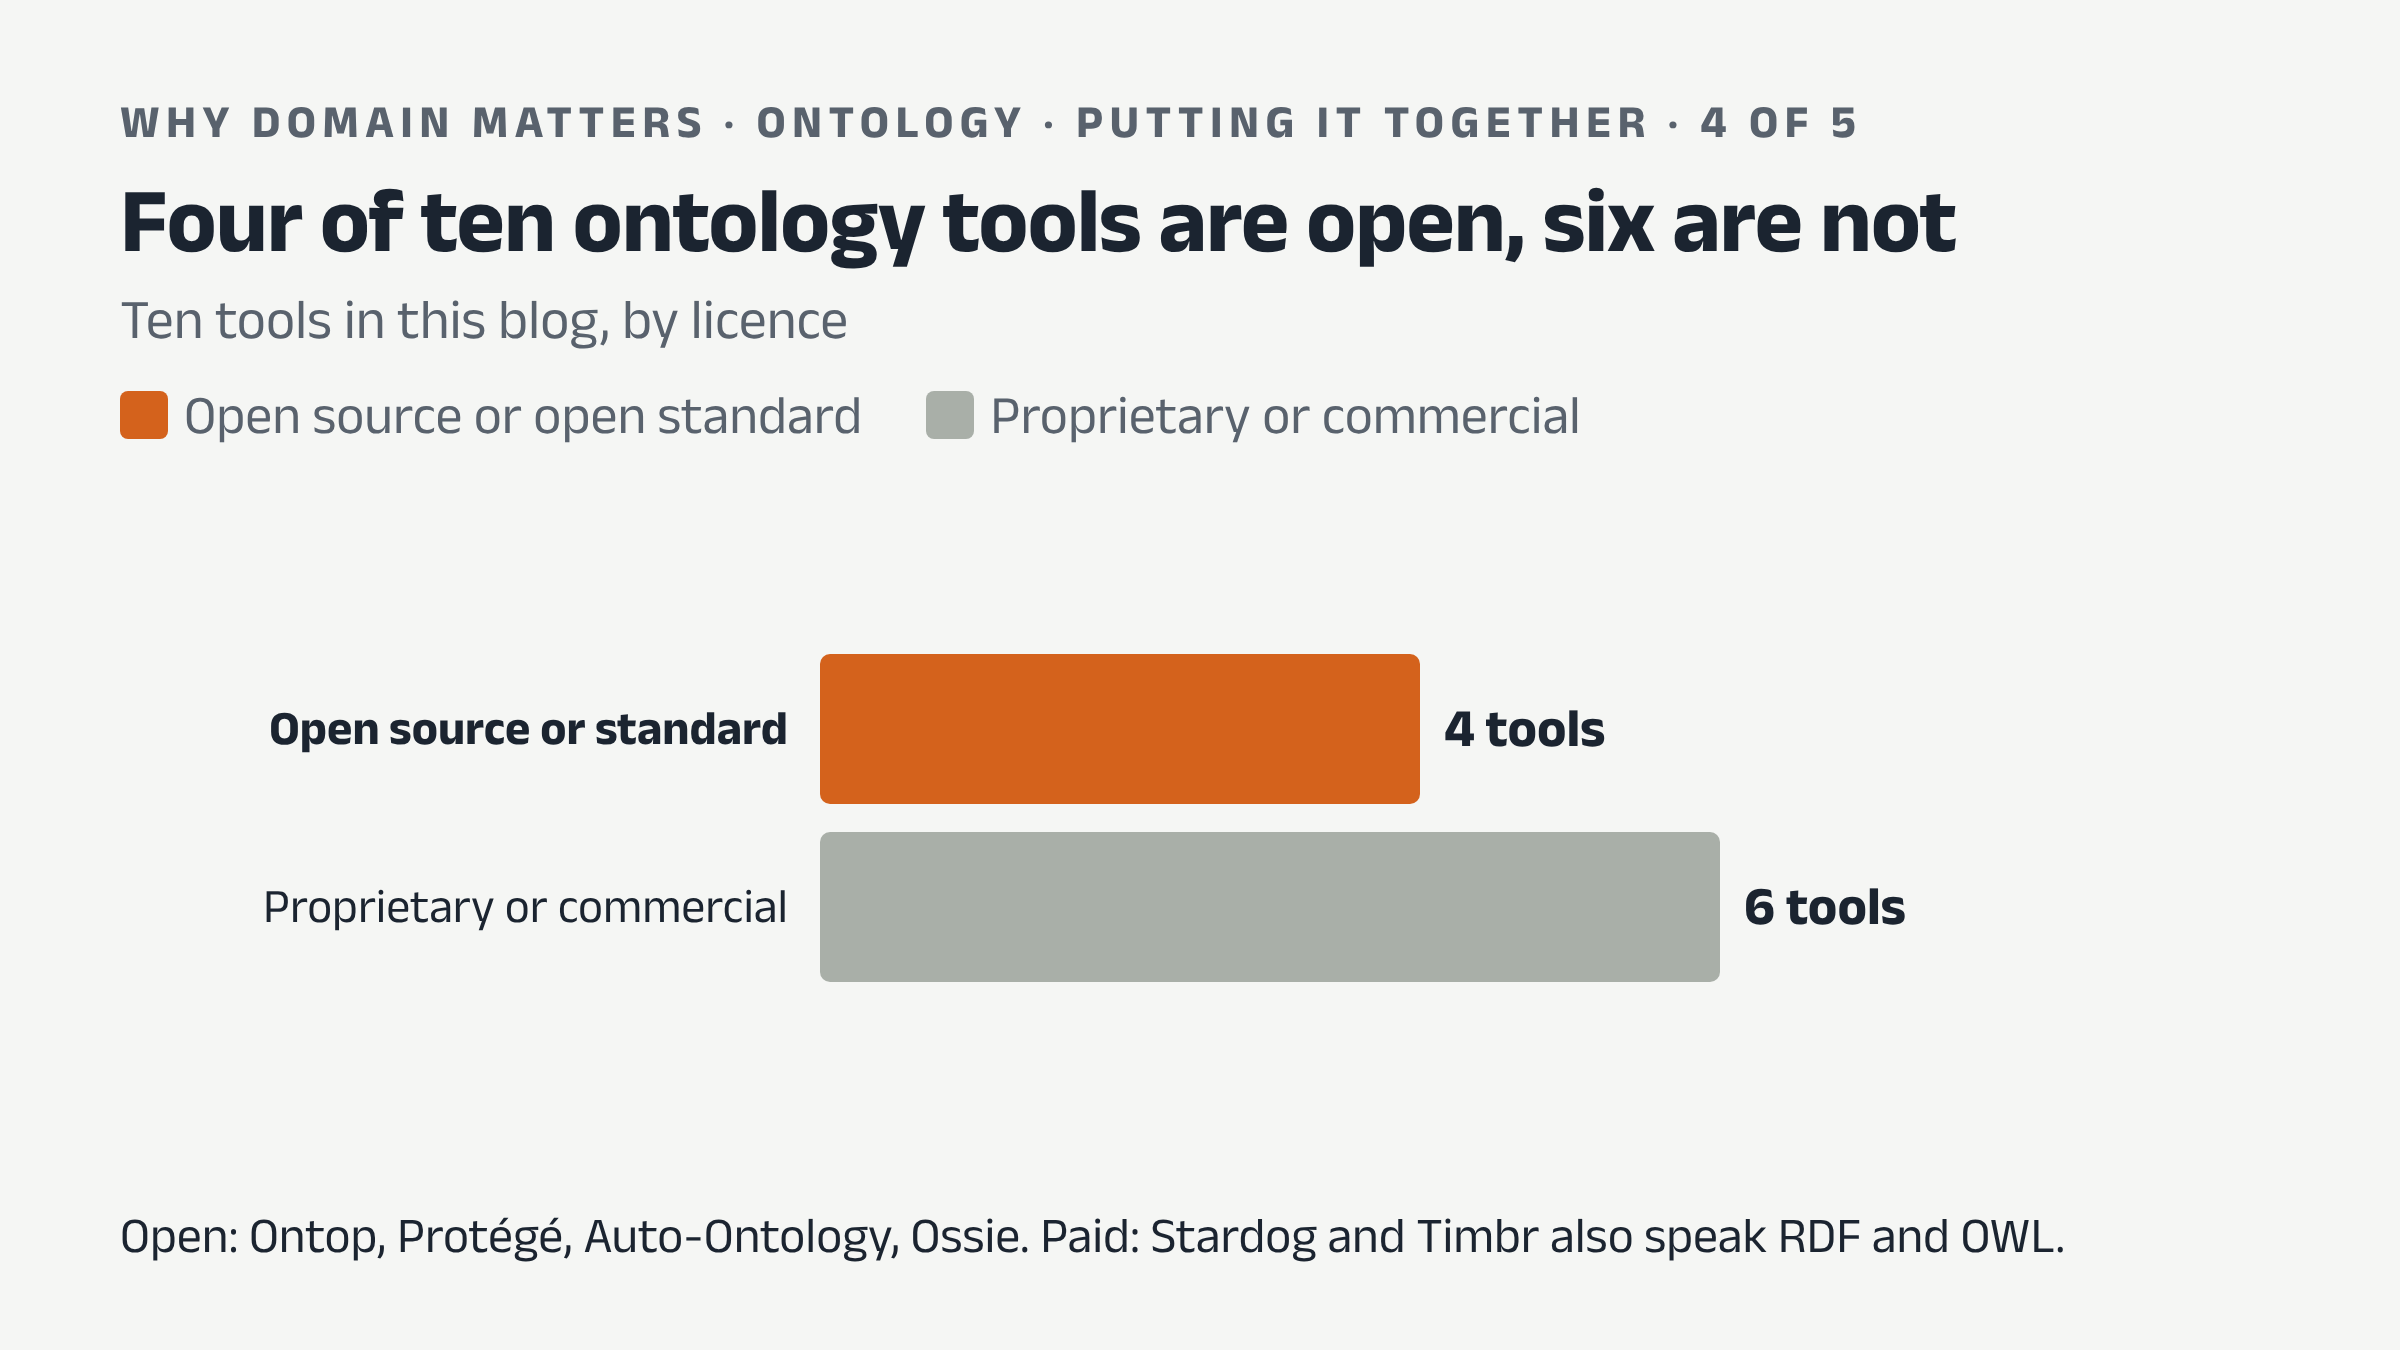 WHY DOMAIN MATTERS · ONTOLOGY · PUTTING IT TOGETHER · 4 OF 5
Four of ten ontology tools are open, six are not
Ten tools in this blog, by licence
Open source or open standard
Proprietary or commercial
Open source or standard
4 tools
Proprietary or commercial
6 tools
Open: Ontop, Protégé, Auto-Ontology, Ossie. Paid: Stardog and Timbr also speak RDF and OWL.